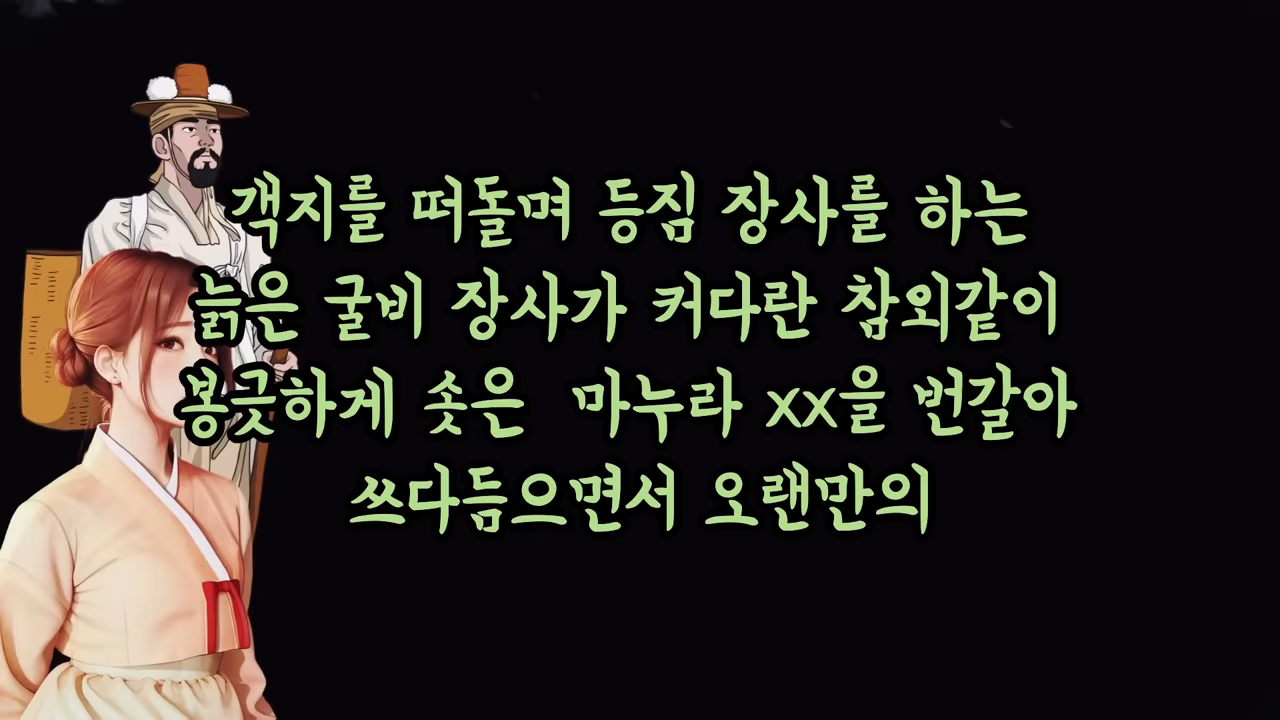 객지를 떠돌며 등짐 장사를 하는
늙은 굴비 장사가 커다란 참외같이
봉긋하게 솟은 마누라 xx을 번갈아
쓰다듬으면서 오랜만의